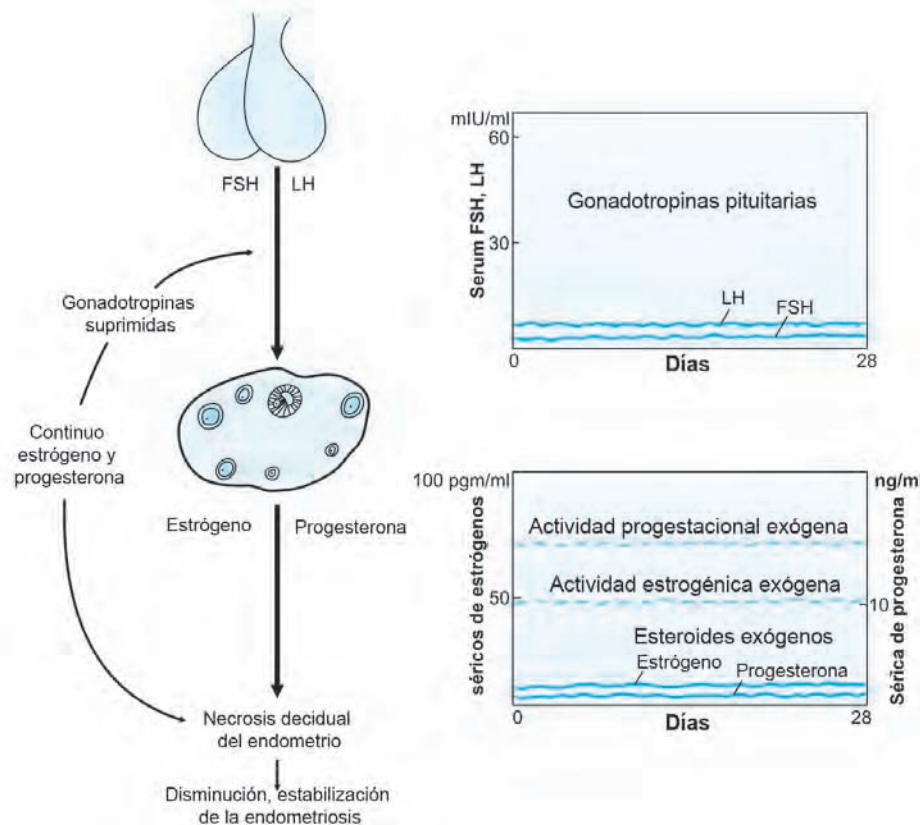 FSH LH
Gonadotropinas
suprimidas
Continuo
estrógeno y
progesterona
Estrógeno Progesterona
Necrosis decidual
del endometrio
Disminución, estabilización
de la endometriosis
mIU/ml
60
30
Serum FSH, LH
Gonadotropinas pituitarias
LH
FSH
0
Días
28
100 pgm/ml
ng/m
50
10
séricos de estrógenos
Sérica de progesterona
Actividad progestacional exógena
Actividad estrogénica exógena
Esteroides exógenos
Estrógeno
Progesterona
0
Días
28